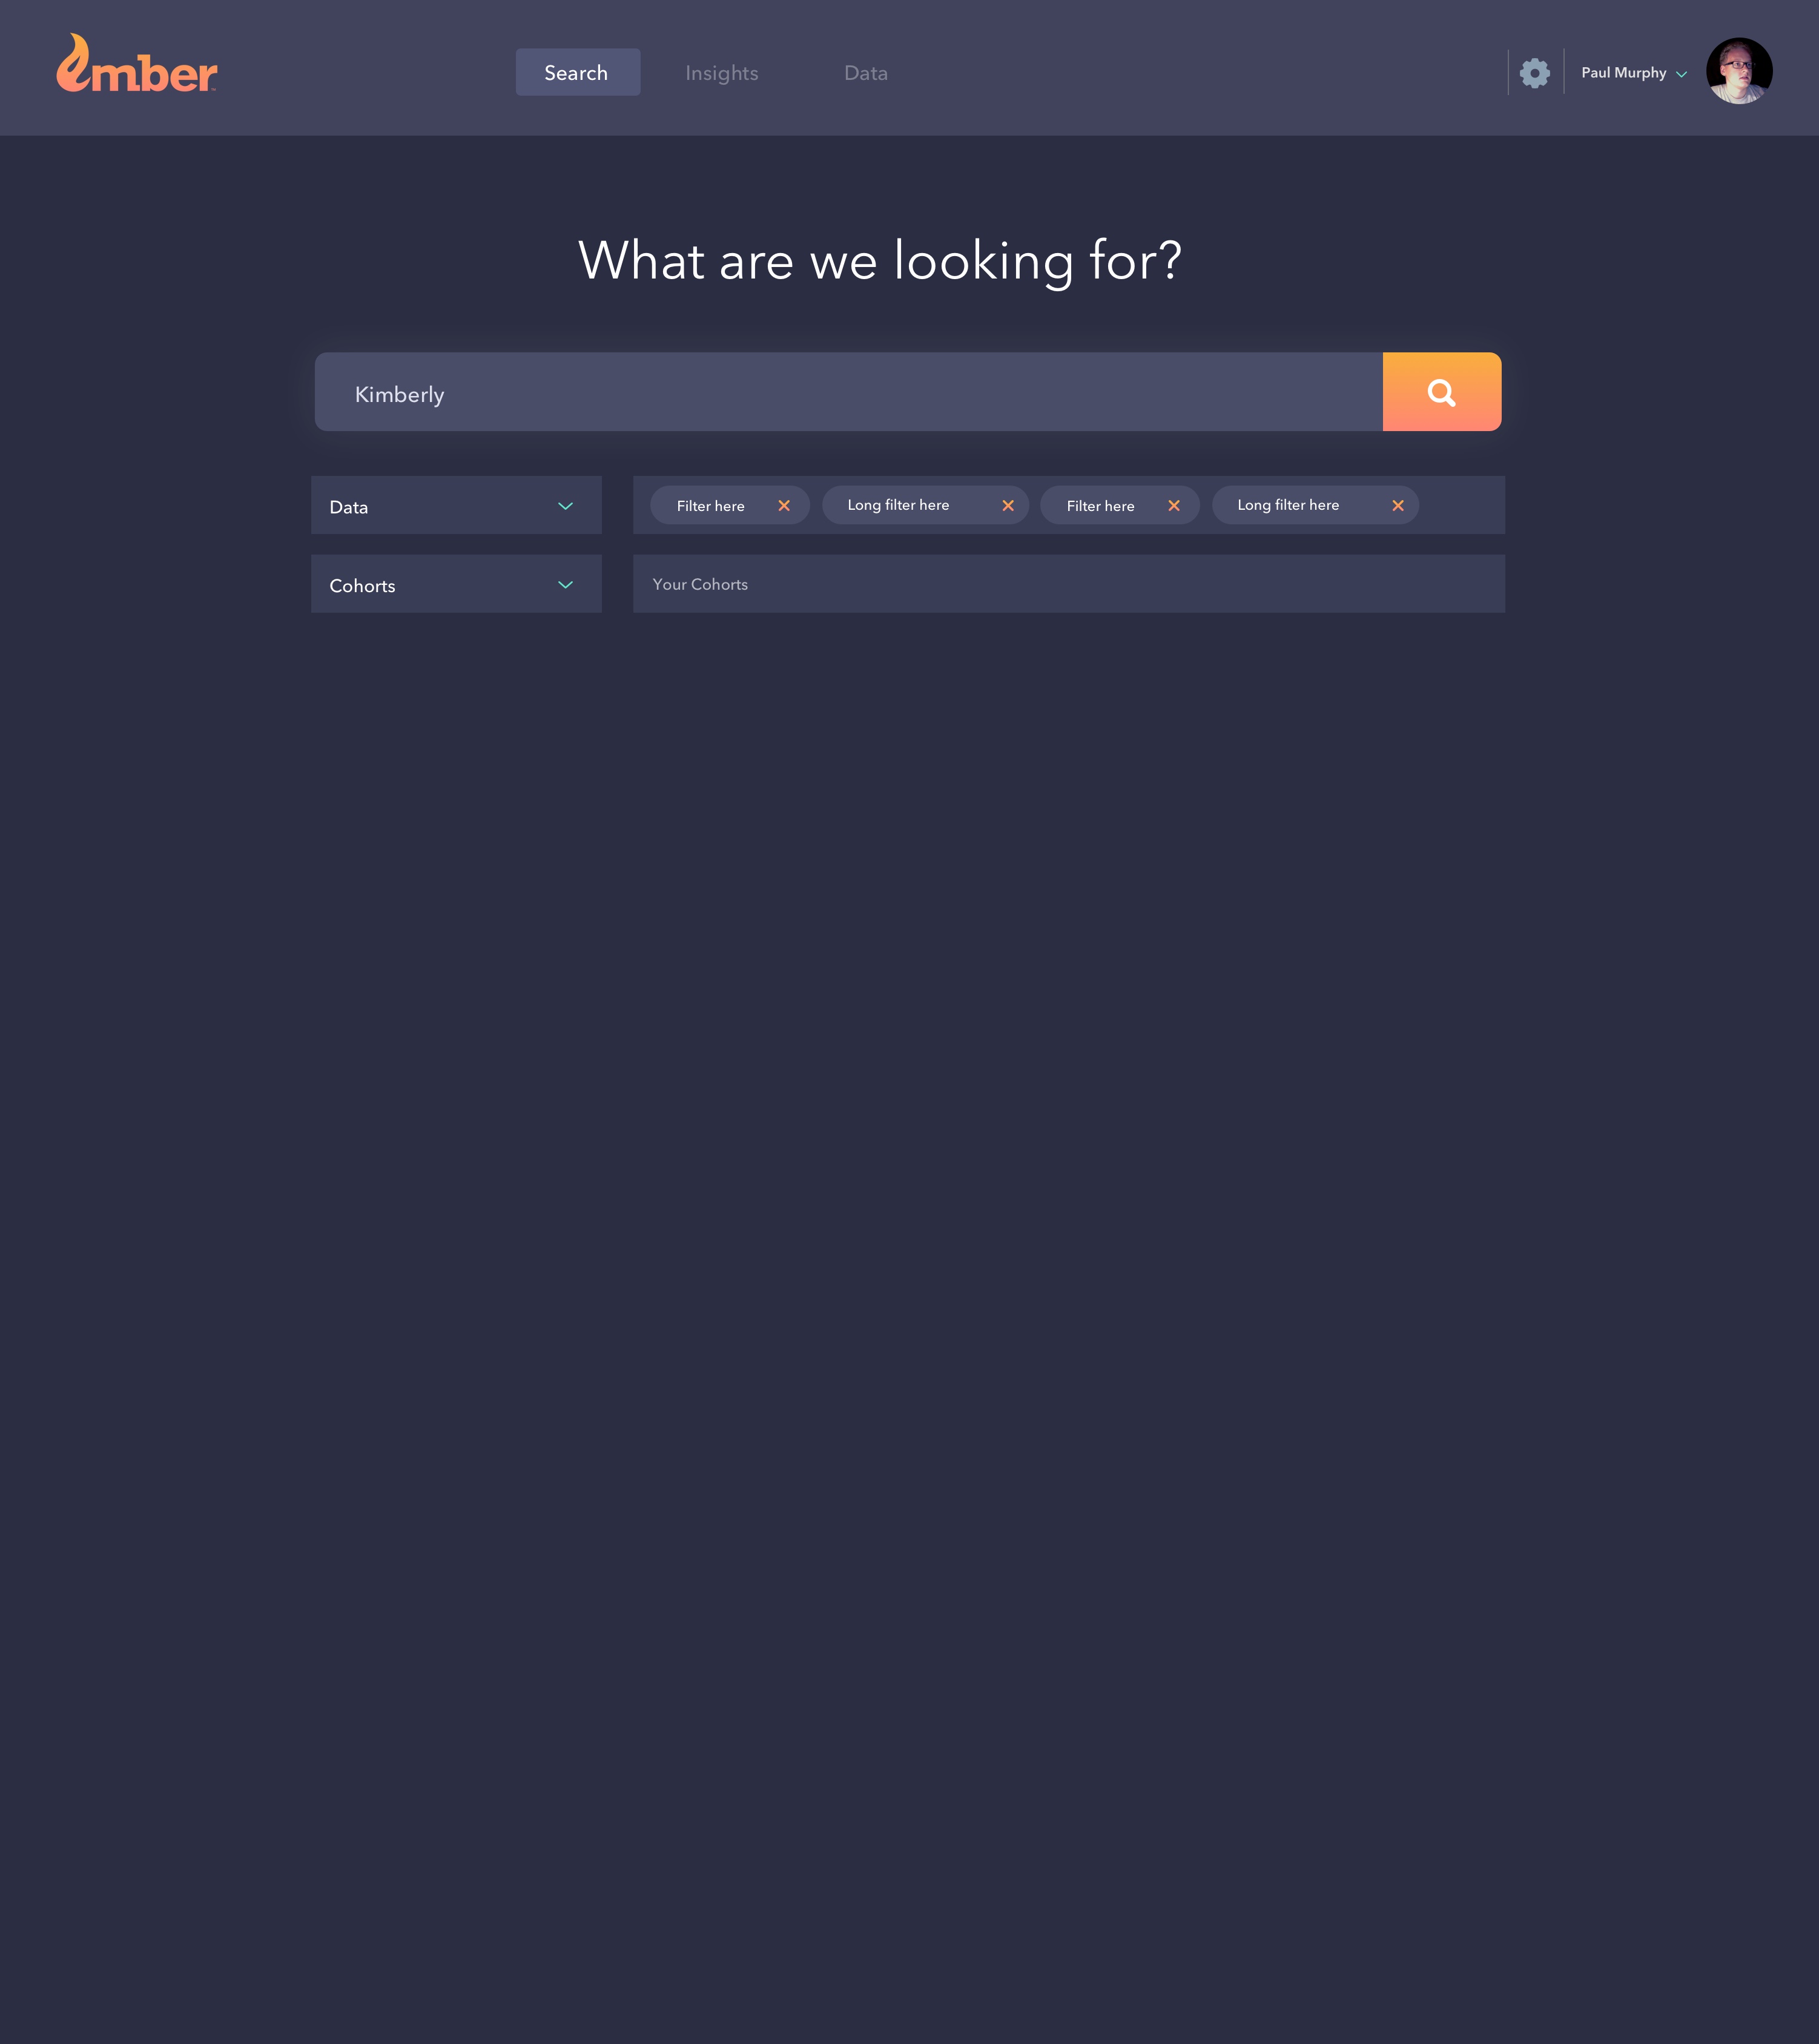 Ember
Search
Insights
Data
Paul Murphy
What are we looking for?
Kimberly
Data
Filter here
Long filter here
Filter here
Long filter here
Cohorts
Your Cohorts